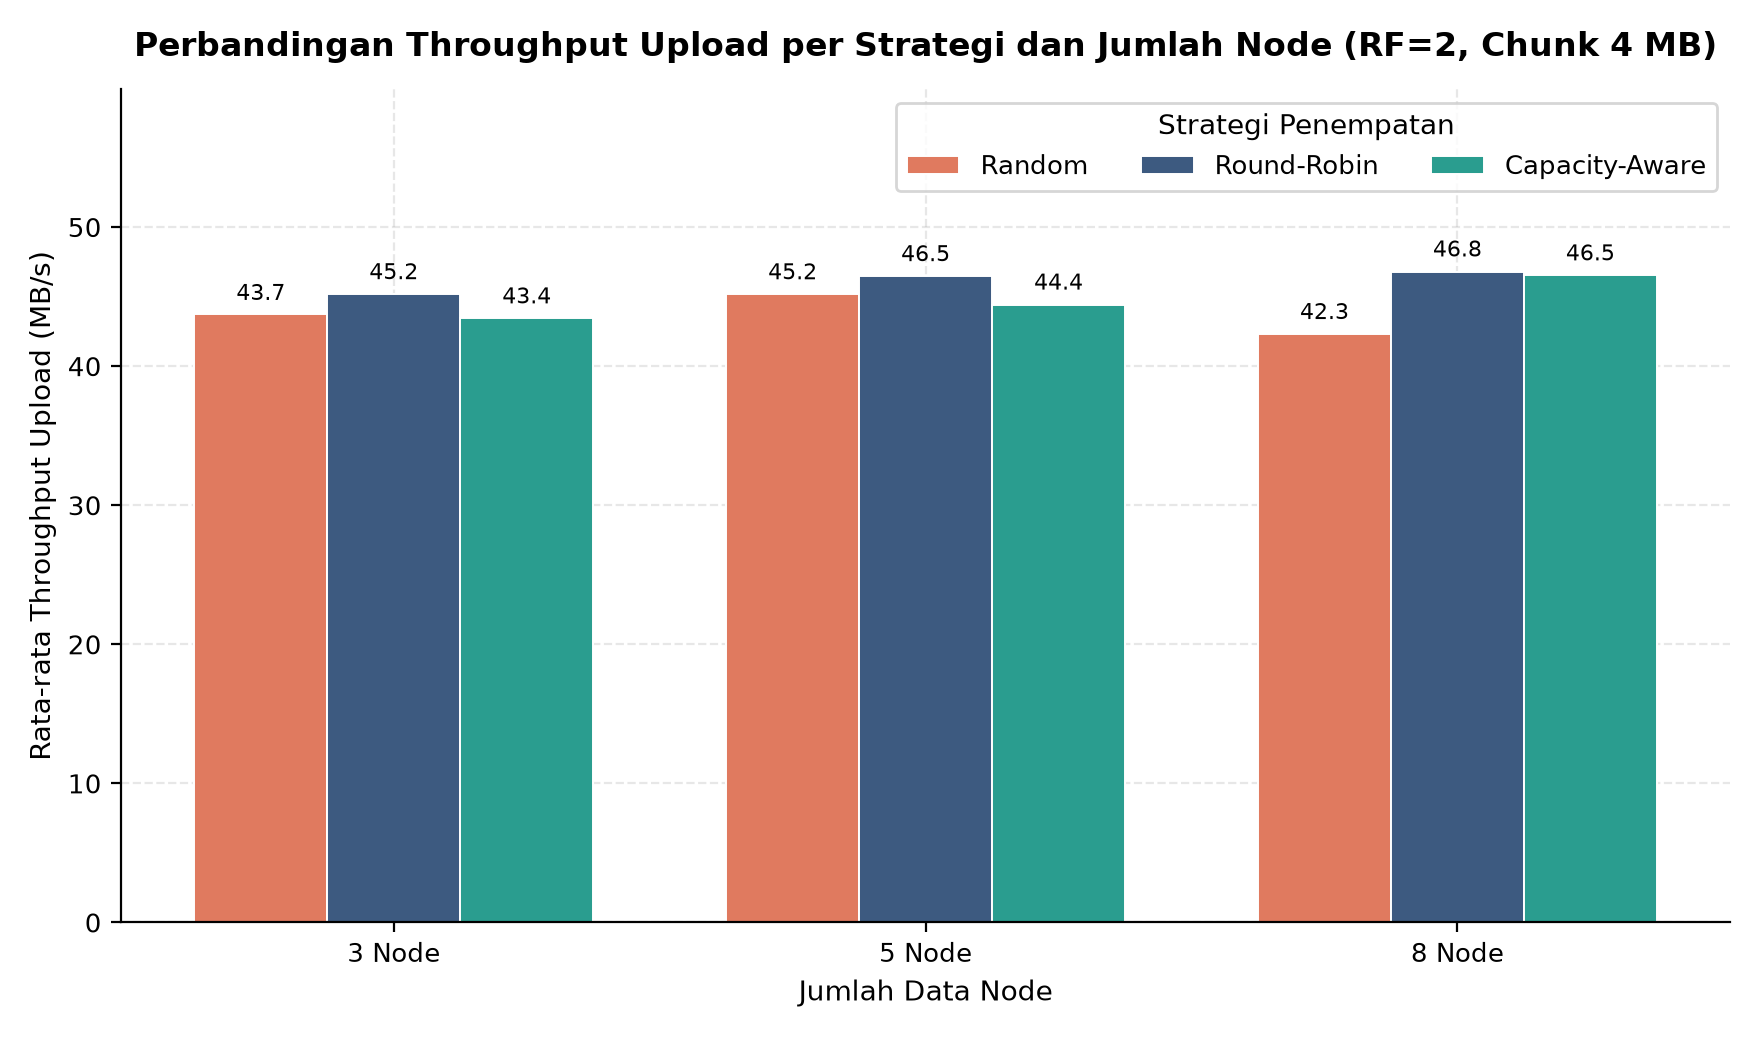 Perbandingan Throughput Upload per Strategi dan Jumlah Node (RF=2, Chunk 4 MB)
Strategi Penempatan
Random Round-Robin Capacity-Aware
Rata-rata Throughput Upload (MB/s)
50
40
30
20
10
0
43.7 45.2 43.4
45.2 46.5 44.4
42.3 46.8 46.5
3 Node 5 Node 8 Node
Jumlah Data Node